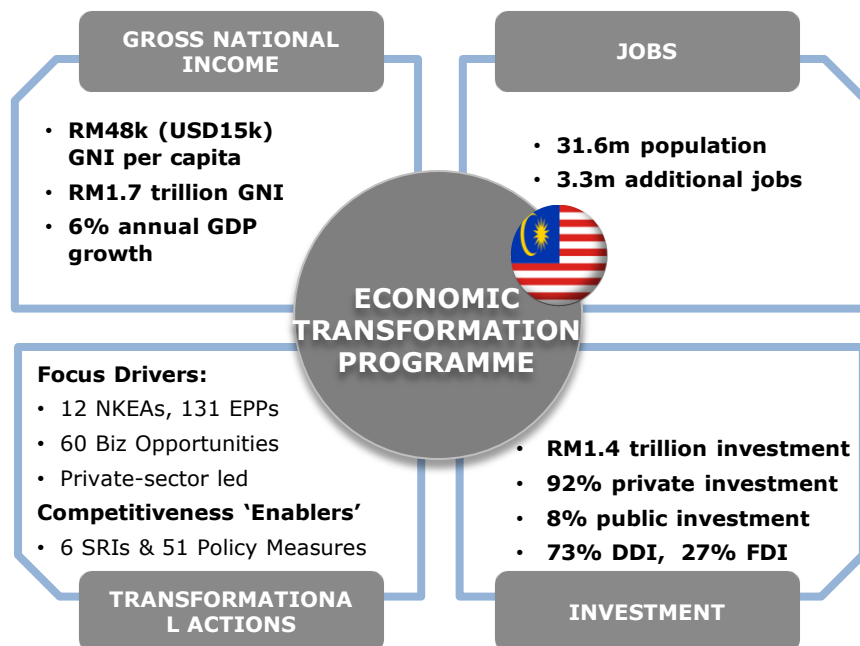 GROSS NATIONAL
INCOME
• RM48k (USD15k)
GNI per capita
• RM1.7 trillion GNI
• 6% annual GDP
growth
JOBS
• 31.6m population
• 3.3m additional jobs
ECONOMIC
TRANSFORMATION
PROGRAMME
Focus Drivers:
• 12 NKEAs, 131 EPPs
• 60 Biz Opportunities
• Private-sector led
Competitiveness ‘Enablers’
• 6 SRIs & 51 Policy Measures
TRANSFORMATIONA
L ACTIONS
• RM1.4 trillion investment
• 92% private investment
• 8% public investment
• 73% DDI, 27% FDI
INVESTMENT